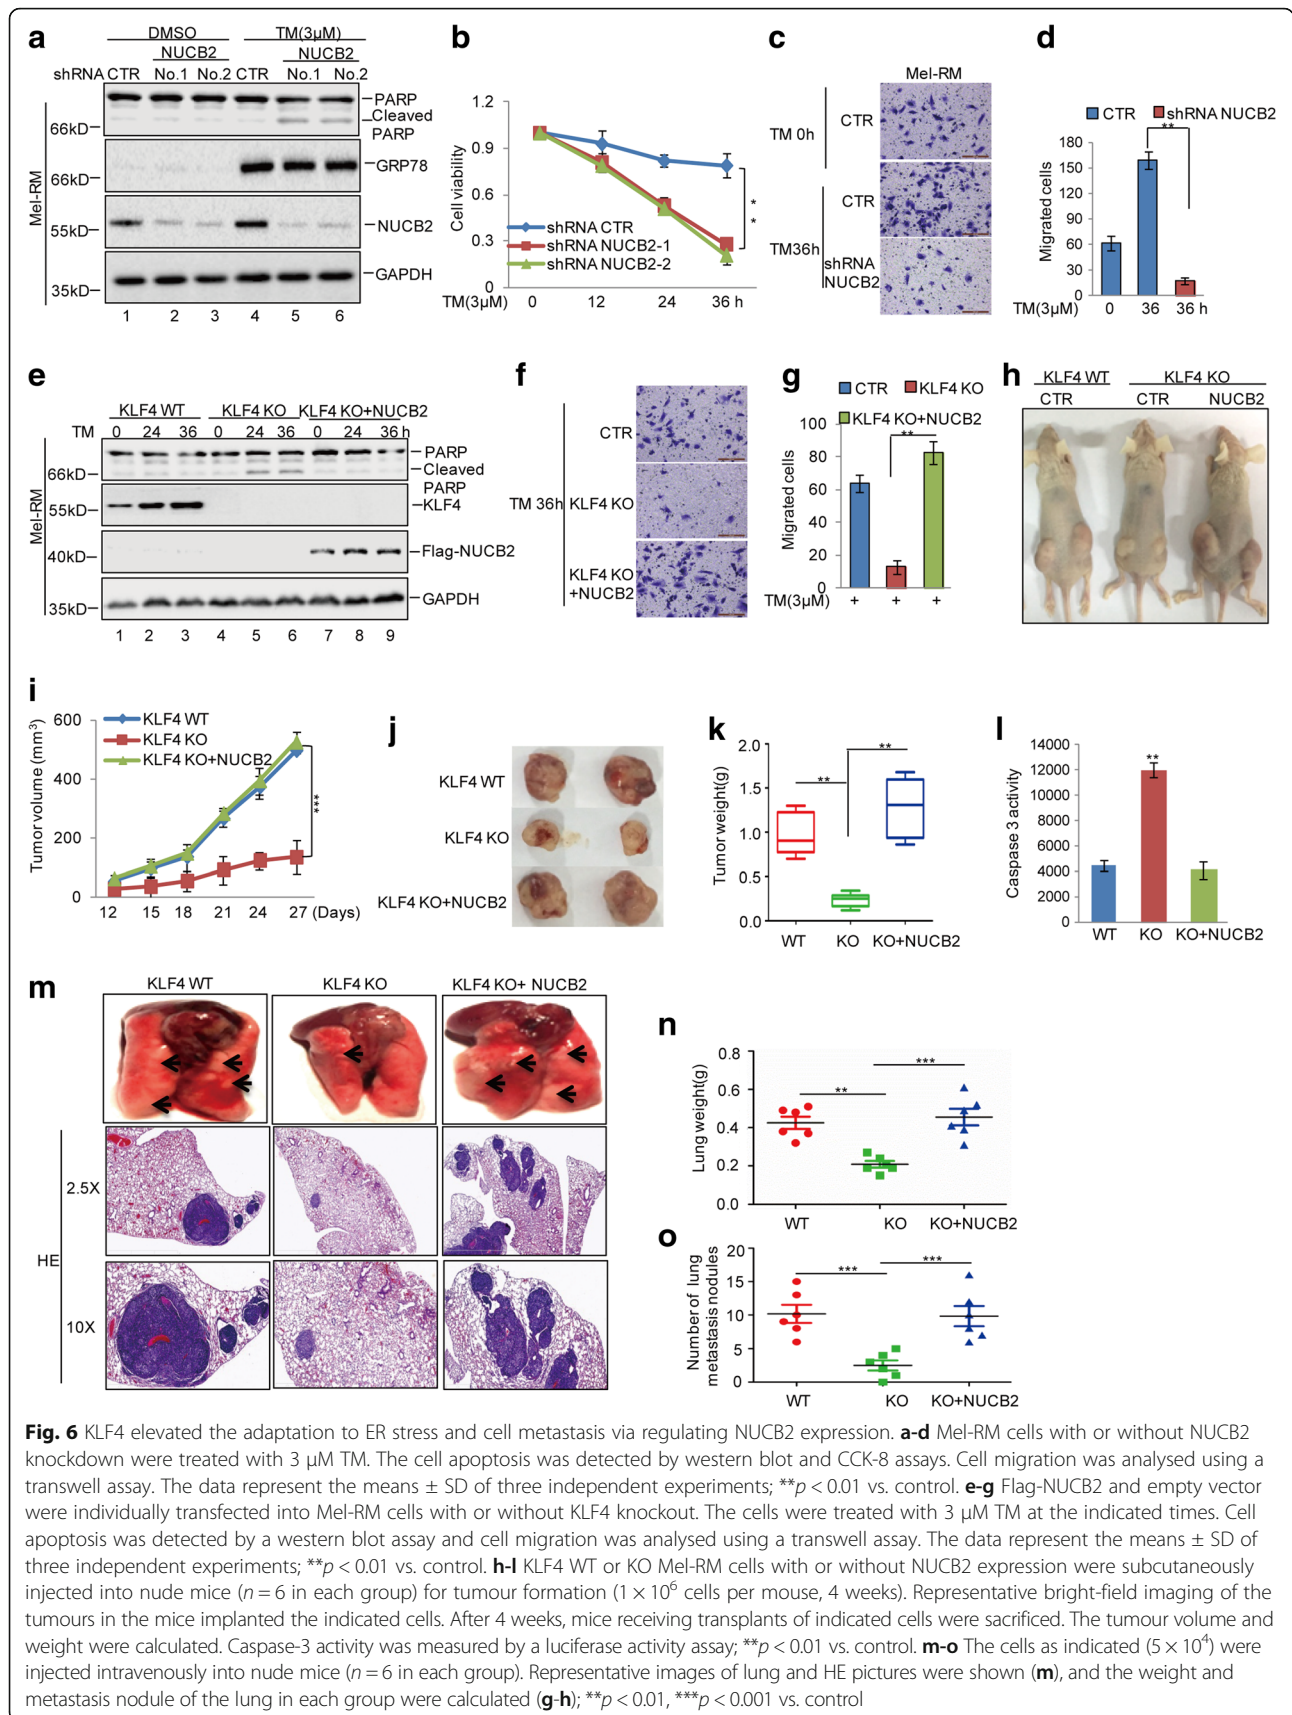 a
DMSO TM(3μM)
NUCB2 NUCB2
shRNA CTR No.1 No.2 CTR No.1 No.2
PARP
Cleaved
PARP
66kD
GRP78
66kD
NUCB2
55kD
GAPDH
35kD
Mel-RM
1 2 3 4 5 6
b
1.2
0.9
0.6
0.3
0
Cell viability
shRNA CTR
shRNA NUCB2-1
shRNA NUCB2-2
**
TM(3μM) 0 12 24 36 h
c
Mel-RM
TM 0h
CTR
CTR
TM36h
shRNA
NUCB2
d
CTR shRNA NUCB2
**
180
150
120
90
60
30
0
Migrated cells
TM(3μM) 0 36 36 h
e
KLF4 WT KLF4 KO KLF4 KO+NUCB2
TM 0 24 36 0 24 36 0 24 36 h
PARP
Cleaved
PARP
66kD
KLF4
55kD
Flag-NUCB2
40kD
GAPDH
35kD
Mel-RM
1 2 3 4 5 6 7 8 9
f
CTR
TM 36h
KLF4 KO
KLF4 KO
+NUCB2
g
CTR KLF4 KO
KLF4 KO+NUCB2
**
100
80
60
40
20
0
Migrated cells
TM(3μM) + + +
h
KLF4 WT KLF4 KO
CTR CTR NUCB2
i
600
400
200
0
Tumor volume (mm³)
KLF4 WT
KLF4 KO
KLF4 KO+NUCB2
***
12 15 18 21 24 27 (Days)
j
KLF4 WT
KLF4 KO
KLF4 KO+NUCB2
k
2.0
1.5
1.0
0.5
0.0
Tumor weight(g)
**
**
WT KO KO+NUCB2
l
14000
12000
10000
8000
6000
4000
2000
0
Caspase 3 activity
**
WT KO KO+NUCB2
m
KLF4 WT KLF4 KO KLF4 KO+ NUCB2
HE
2.5X
10X
n
0.8
0.6
0.4
0.2
0.0
Lung weight(g)
**
***
WT KO KO+NUCB2
o
20
15
10
5
0
Number of lung
metastasis nodules
***
***
WT KO KO+NUCB2
Fig. 6 KLF4 elevated the adaptation to ER stress and cell metastasis via regulating NUCB2 expression. a-d Mel-RM cells with or without NUCB2
knockdown were treated with 3 μM TM. The cell apoptosis was detected by western blot and CCK-8 assays. Cell migration was analysed using a
transwell assay. The data represent the means ± SD of three independent experiments; **p < 0.01 vs. control. e-g Flag-NUCB2 and empty vector
were individually transfected into Mel-RM cells with or without KLF4 knockout. The cells were treated with 3 μM TM at the indicated times. Cell
apoptosis was detected by a western blot assay and cell migration was analysed using a transwell assay. The data represent the means ± SD of
three independent experiments; **p < 0.01 vs. control. h-l KLF4 WT or KO Mel-RM cells with or without NUCB2 expression were subcutaneously
injected into nude mice (n = 6 in each group) for tumour formation (1 × 10⁶ cells per mouse, 4 weeks). Representative bright-field imaging of the
tumours in the mice implanted the indicated cells. After 4 weeks, mice receiving transplants of indicated cells were sacrificed. The tumour volume and
weight were calculated. Caspase-3 activity was measured by a luciferase activity assay; **p < 0.01 vs. control. m-o The cells as indicated (5 × 10⁴) were
injected intravenously into nude mice (n = 6 in each group). Representative images of lung and HE pictures were shown (m), and the weight and
metastasis nodule of the lung in each group were calculated (g-h); **p < 0.01, ***p < 0.001 vs. control